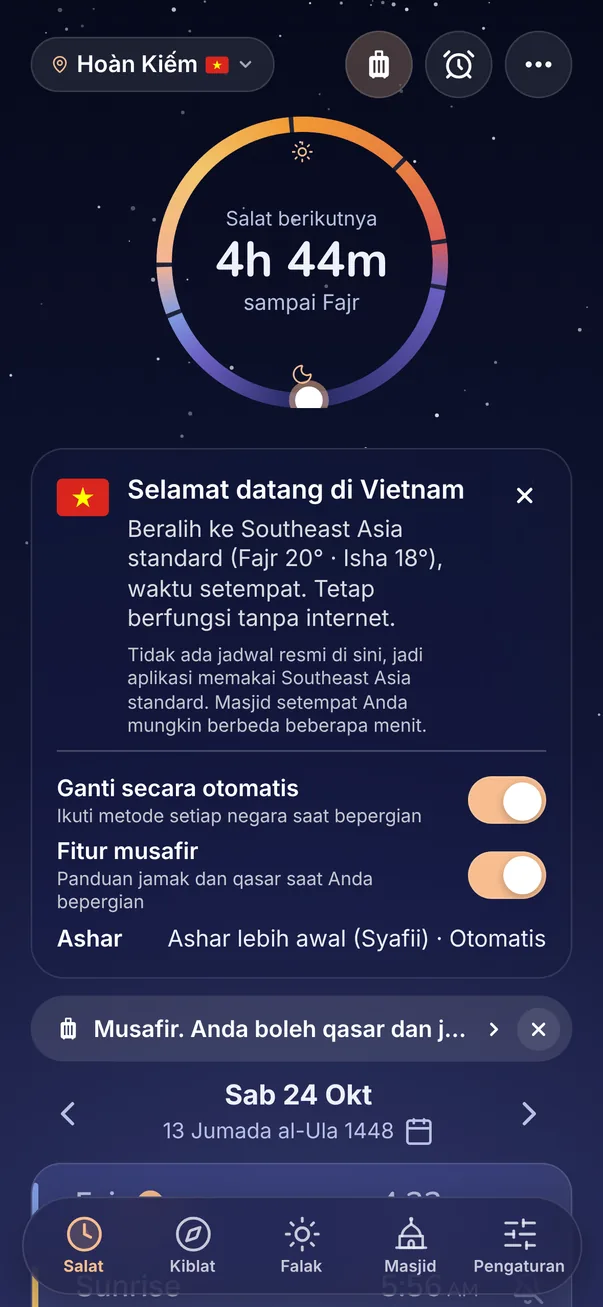 Hoàn Kiếm
Salat berikutnya
4h 44m
sampai Fajr
Selamat datang di Vietnam
Beralih ke Southeast Asia
standard (Fajr 20° · Isha 18°),
waktu setempat. Tetap
berfungsi tanpa internet.
Tidak ada jadwal resmi di sini, jadi
aplikasi memakai Southeast Asia
standard. Masjid setempat Anda
mungkin berbeda beberapa menit.
Ganti secara otomatis
Ikuti metode setiap negara saat bepergian
Fitur musafir
Panduan jamak dan qasar saat Anda
bepergian
Ashar Ashar lebih awal (Syafii) · Otomatis
Musafir. Anda boleh qasar dan j...
Sab 24 Okt
13 Jumada al-Ula 1448
Salat Kiblat Falak Masjid Pengaturan
Sunrise 5:56 AM